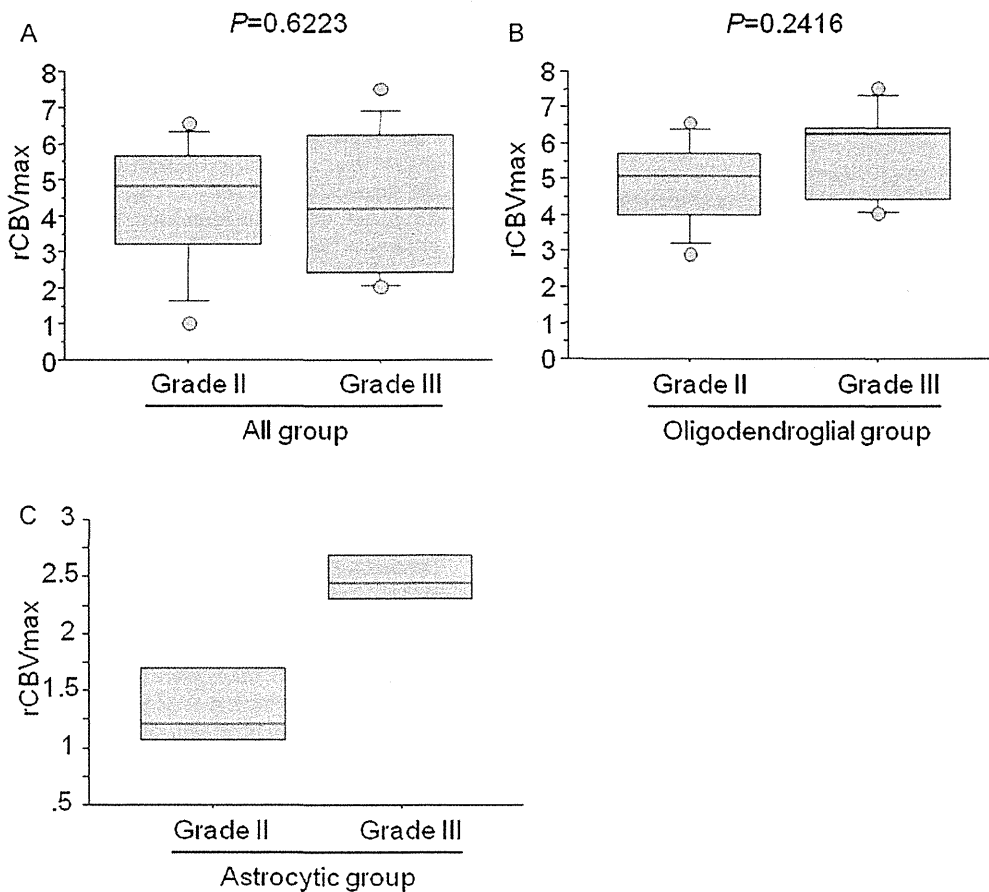 A
P=0.6223
rCBVmax
8
7
6
5
4
3
2
1
0
Grade II
Grade III
All group
B
P=0.2416
rCBVmax
8
7
6
5
4
3
2
1
0
Grade II
Grade III
Oligodendroglial group
C
rCBVmax
3
2.5
2
1.5
1
.5
Grade II
Grade III
Astrocytic group